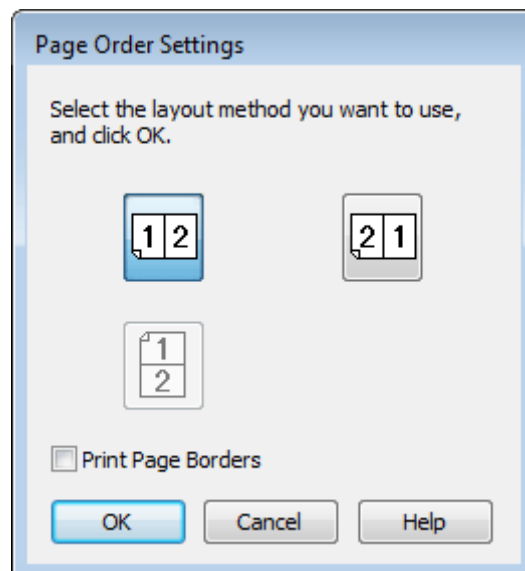 Page Order Settings
Select the layout method you want to use,
and click OK.
1 2
2 1
1
2
Print Page Borders
OK Cancel Help